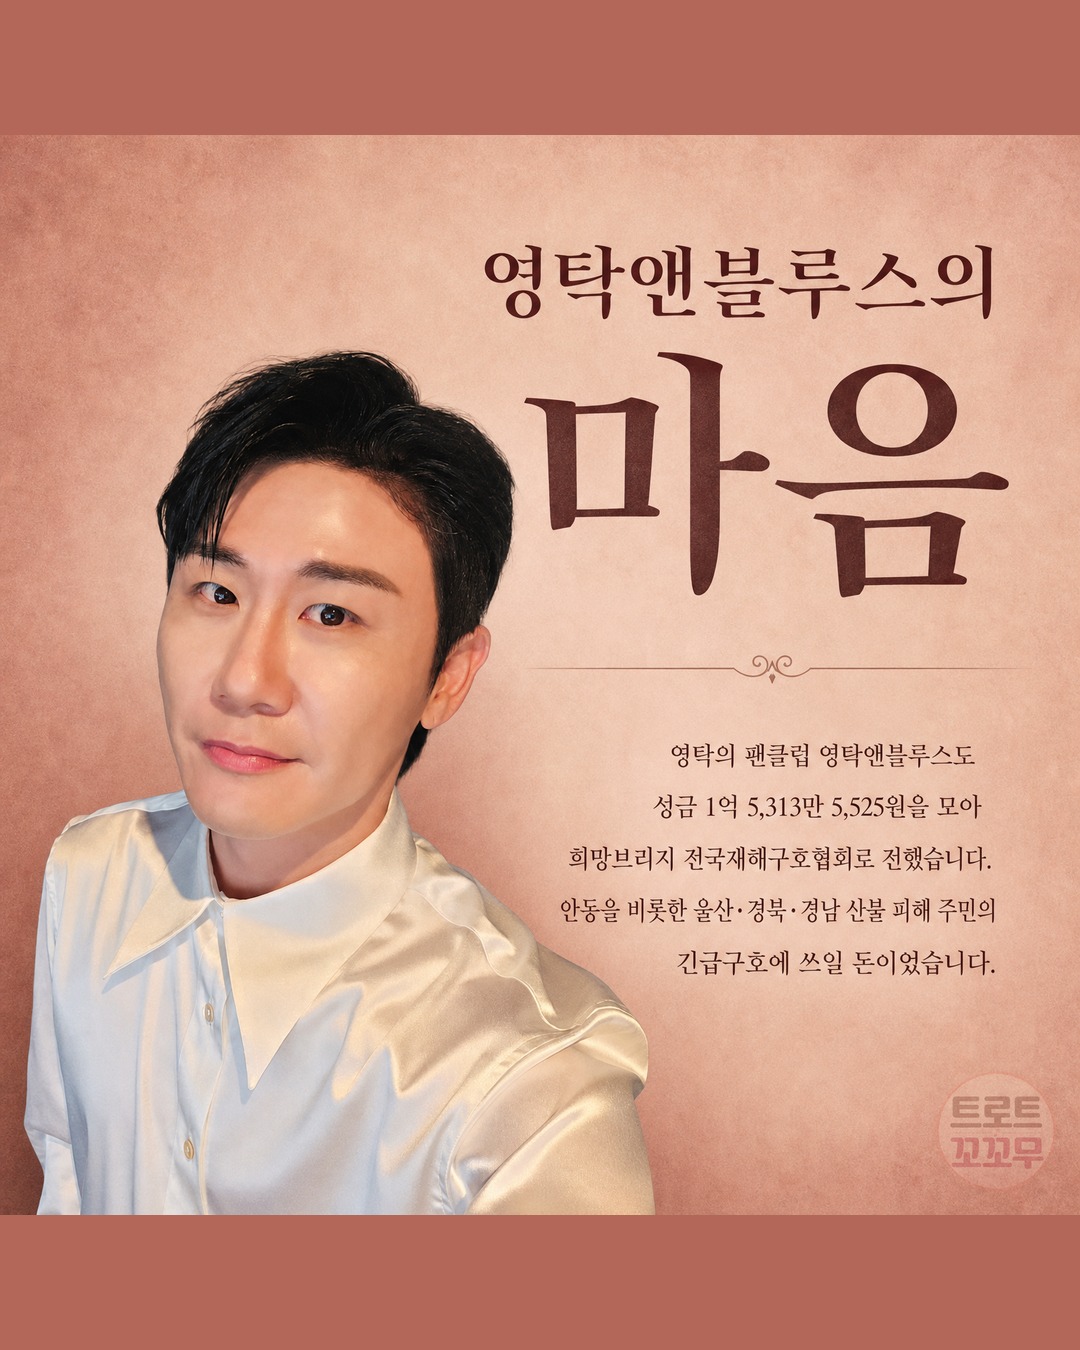 영탁앤블루스의
마음
영탁의 팬클럽 영탁앤블루스도
성금 1억 5,313만 5,525원을 모아
희망브리지 전국재해구호협회로 전했습니다.
안동을 비롯한 울산·경북·경남 산불 피해 주민의
긴급구호에 쓰일 돈이었습니다.
트로트
꼬꼬무